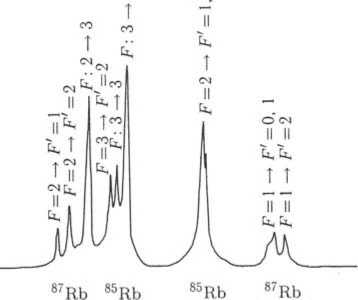 F=2 → F′=1
F=2 → F′=2
F:2 → 3
F=3 → F′=2
F:3 → 3
F:3 →
F=2 → F′=1,
F=1 → F′=0, 1
F=1 → F′=2
⁸⁷Rb ⁸⁵Rb ⁸⁵Rb ⁸⁷Rb